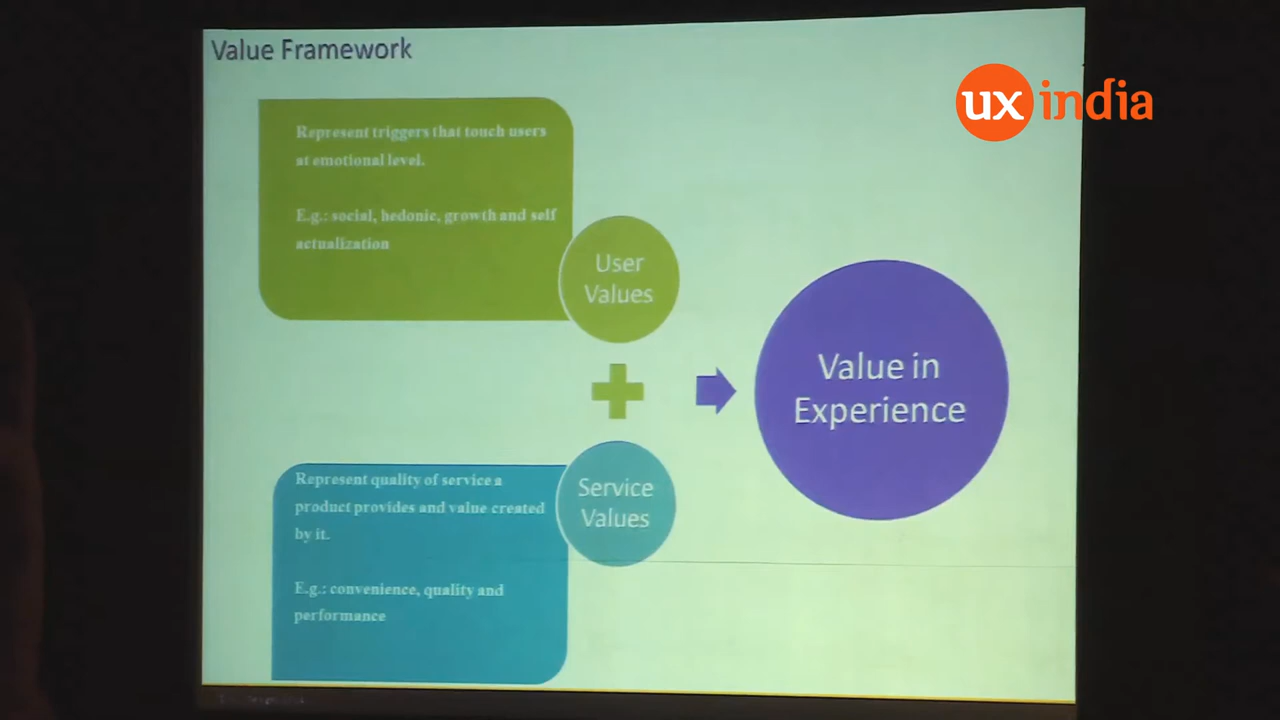 Value Framework
ux india
Represent triggers that touch users
at emotional level.
E.g.: social, hedonic, growth and self
actualization
User
Values
Value in
Experience
Service
Values
Represent quality of service a
product provides and value created
by it.
E.g.: convenience, quality and
performance